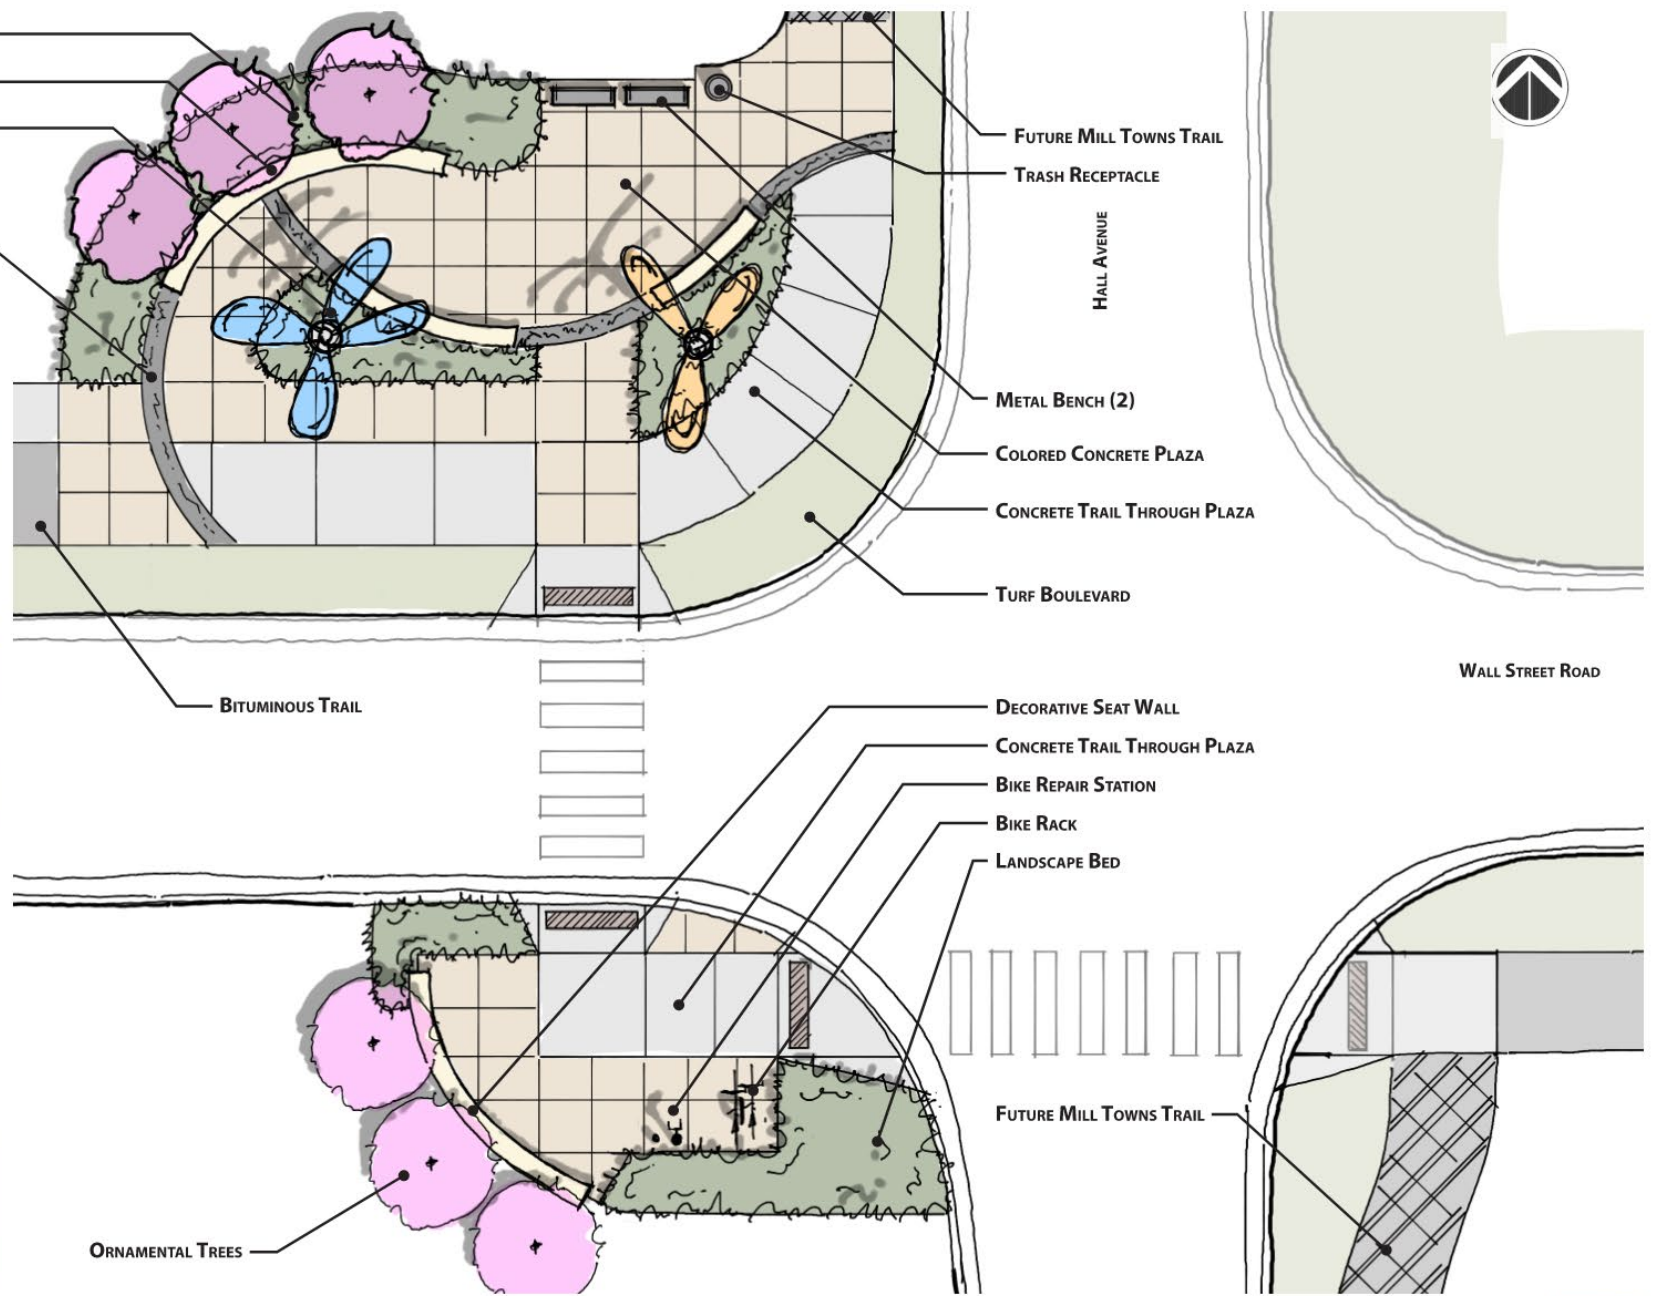 Future Mill Towns Trail
Trash Receptacle
Hall Avenue
Metal Bench (2)
Colored Concrete Plaza
Concrete Trail Through Plaza
Turf Boulevard
Wall Street Road
Bituminous Trail
Decorative Seat Wall
Concrete Trail Through Plaza
Bike Repair Station
Bike Rack
Landscape Bed
Future Mill Towns Trail
Ornamental Trees